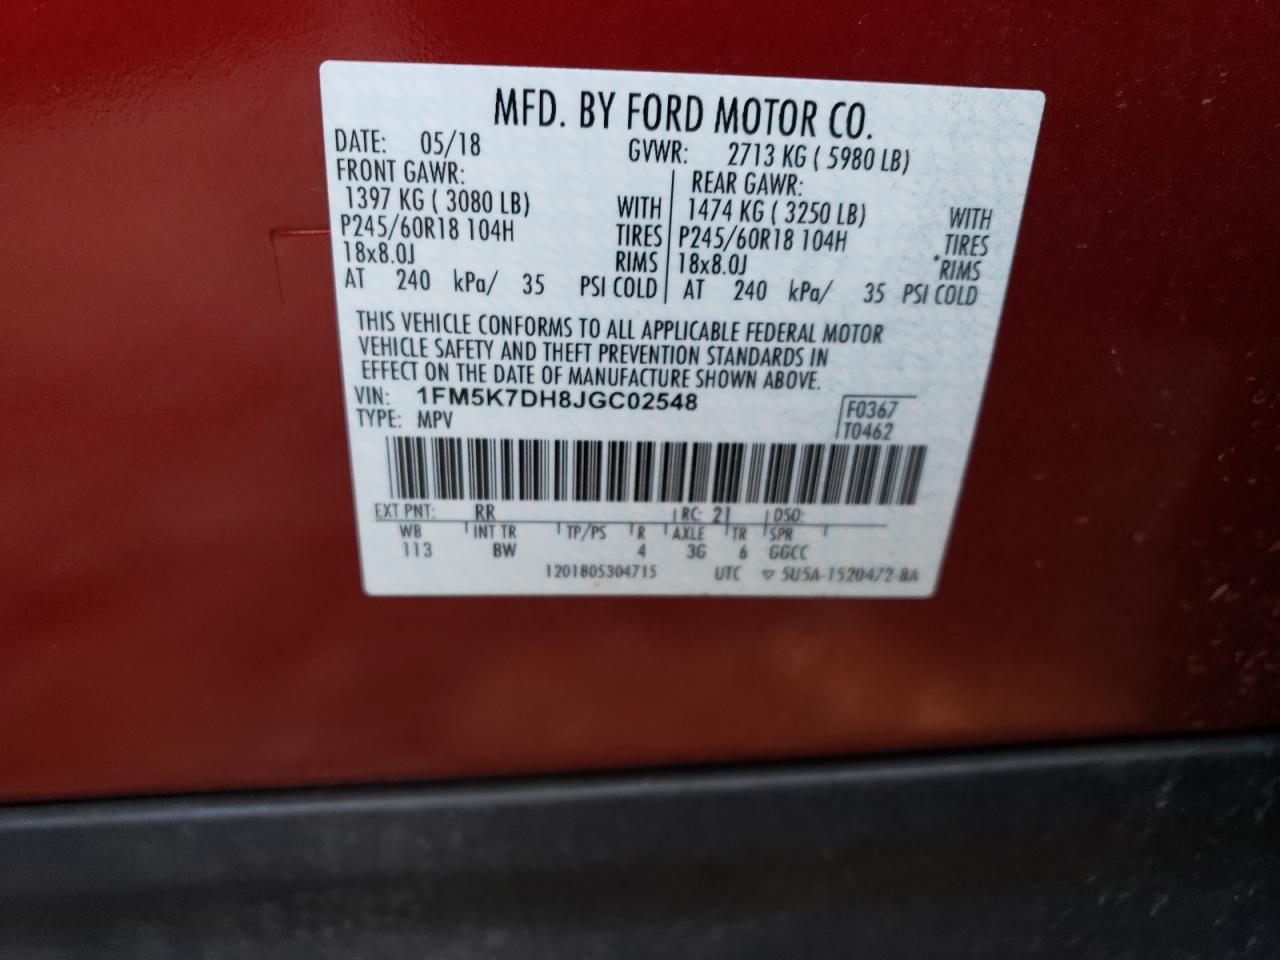 MFD. BY FORD MOTOR CO.
DATE: 05/18 GVWR: 2713 KG ( 5980 LB)
FRONT GAWR: REAR GAWR:
1397 KG ( 3080 LB) WITH 1474 KG ( 3250 LB) WITH
P245/60R18 104H TIRES P245/60R18 104H TIRES
18x8.0J RIMS 18x8.0J RIMS
AT 240 kPa/ 35 PSI COLD AT 240 kPa/ 35 PSI COLD
THIS VEHICLE CONFORMS TO ALL APPLICABLE FEDERAL MOTOR
VEHICLE SAFETY AND THEFT PREVENTION STANDARDS IN
EFFECT ON THE DATE OF MANUFACTURE SHOWN ABOVE.
VIN: 1FM5K7DH8JGC02548 F0367
TYPE: MPV T0462
EXT PNT: RR RC: 21 DSO:
WB INT TR TP/PS R AXLE TR SPR
113 BW 4 3G 6 GGCC
1201805304715 UTC ▽ 5U5A-1520472-BA